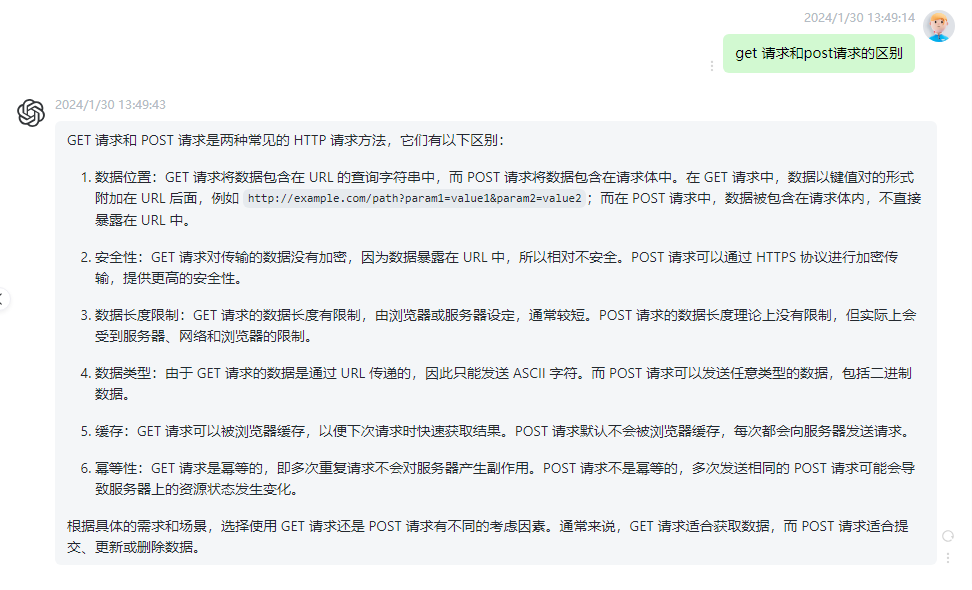 2024/1/30 13:49:14
get 请求和post请求的区别
2024/1/30 13:49:43
GET 请求和 POST 请求是两种常见的 HTTP 请求方法，它们有以下区别：
1. 数据位置：GET 请求将数据包含在 URL 的查询字符串中，而 POST 请求将数据包含在请求体中。在 GET 请求中，数据以键值对的形式
附加在 URL 后面，例如 http://example.com/path?param1=value1&param2=value2 ；而在 POST 请求中，数据被包含在请求体内，不直接
暴露在 URL 中。
2. 安全性：GET 请求对传输的数据没有加密，因为数据暴露在 URL 中，所以相对不安全。POST 请求可以通过 HTTPS 协议进行加密传
输，提供更高的安全性。
3. 数据长度限制：GET 请求的数据长度有限制，由浏览器或服务器设定，通常较短。POST 请求的数据长度理论上没有限制，但实际上会
受到服务器、网络和浏览器的限制。
4. 数据类型：由于 GET 请求的数据是通过 URL 传递的，因此只能发送 ASCII 字符。而 POST 请求可以发送任意类型的数据，包括二进制
数据。
5. 缓存：GET 请求可以被浏览器缓存，以便下次请求时快速获取结果。POST 请求默认不会被浏览器缓存，每次都会向服务器发送请求。
6. 幂等性：GET 请求是幂等的，即多次重复请求不会对服务器产生副作用。POST 请求不是幂等的，多次发送相同的 POST 请求可能会导
致服务器上的资源状态发生变化。
根据具体的需求和场景，选择使用 GET 请求还是 POST 请求有不同的考虑因素。通常来说，GET 请求适合获取数据，而 POST 请求适合提
交、更新或删除数据。